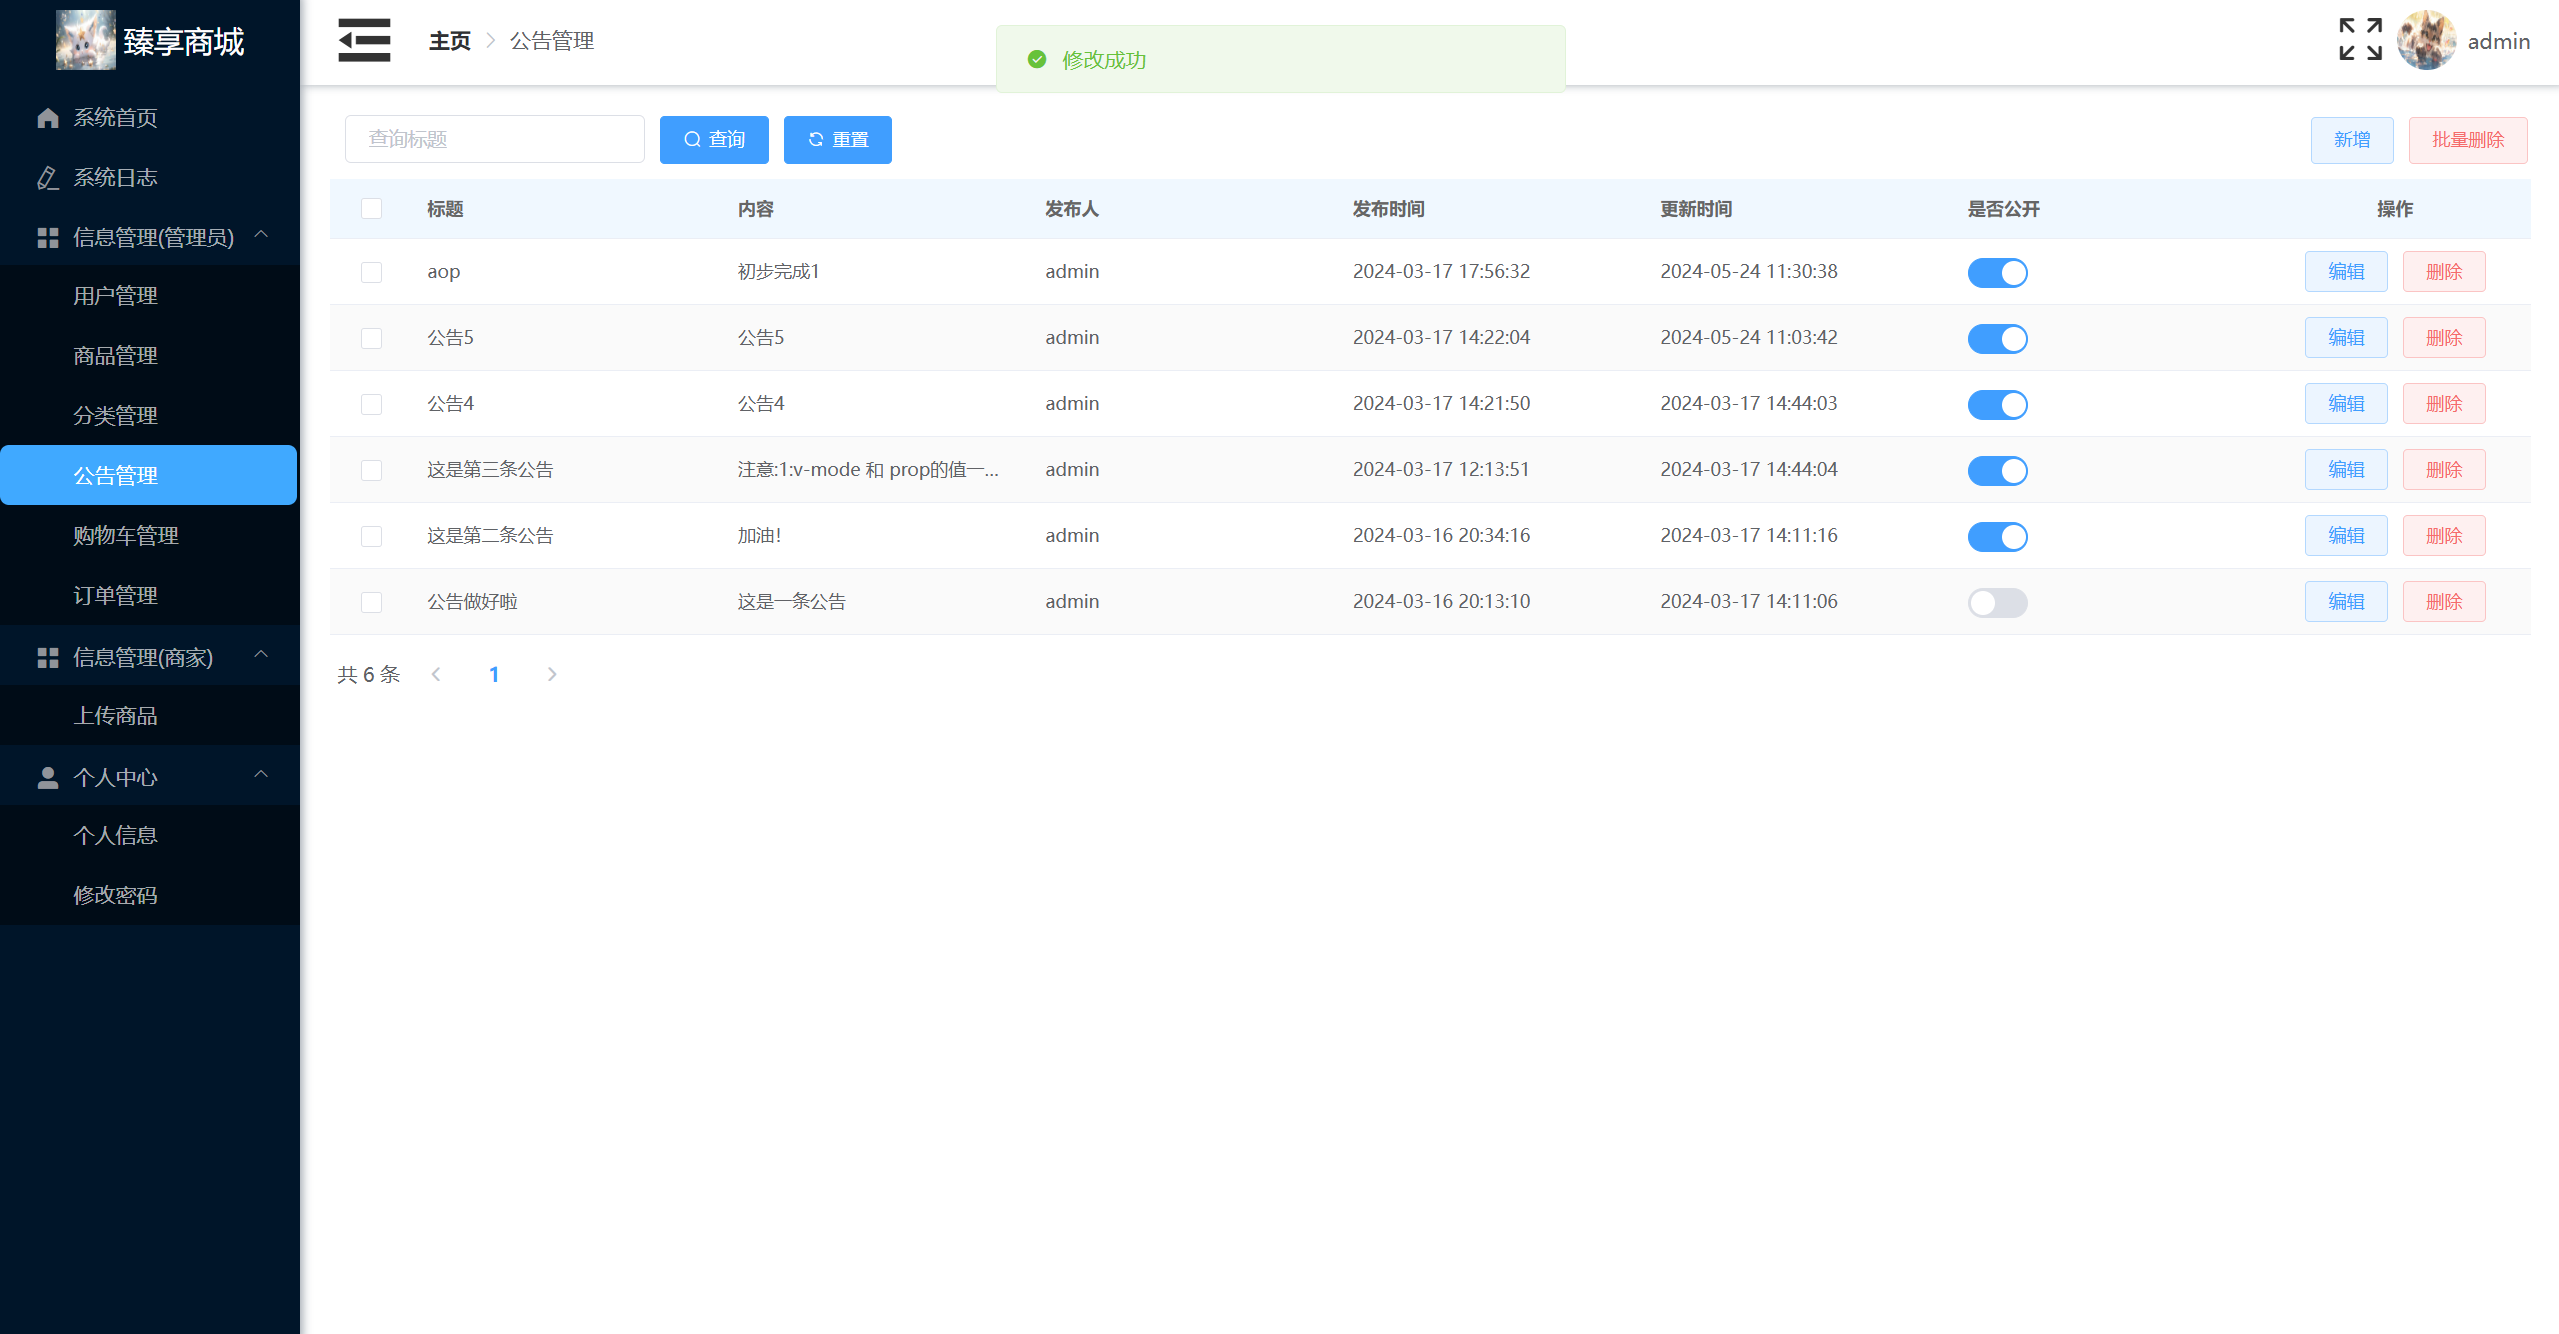 臻享商城
主页 公告管理
修改成功
admin
系统首页
系统日志
信息管理(管理员)
用户管理
商品管理
分类管理
公告管理
购物车管理
订单管理
信息管理(商家)
上传商品
个人中心
个人信息
修改密码
查询标题 查询 重置 新增 批量删除
标题 内容 发布人 发布时间 更新时间 是否公开 操作
aop 初步完成1 admin 2024-03-17 17:56:32 2024-05-24 11:30:38 编辑 删除
公告5 公告5 admin 2024-03-17 14:22:04 2024-05-24 11:03:42 编辑 删除
公告4 公告4 admin 2024-03-17 14:21:50 2024-03-17 14:44:03 编辑 删除
这是第三条公告 注意:1:v-mode 和 prop的值一... admin 2024-03-17 12:13:51 2024-03-17 14:44:04 编辑 删除
这是第二条公告 加油! admin 2024-03-16 20:34:16 2024-03-17 14:11:16 编辑 删除
公告做好啦 这是一条公告 admin 2024-03-16 20:13:10 2024-03-17 14:11:06 编辑 删除
共 6 条 1